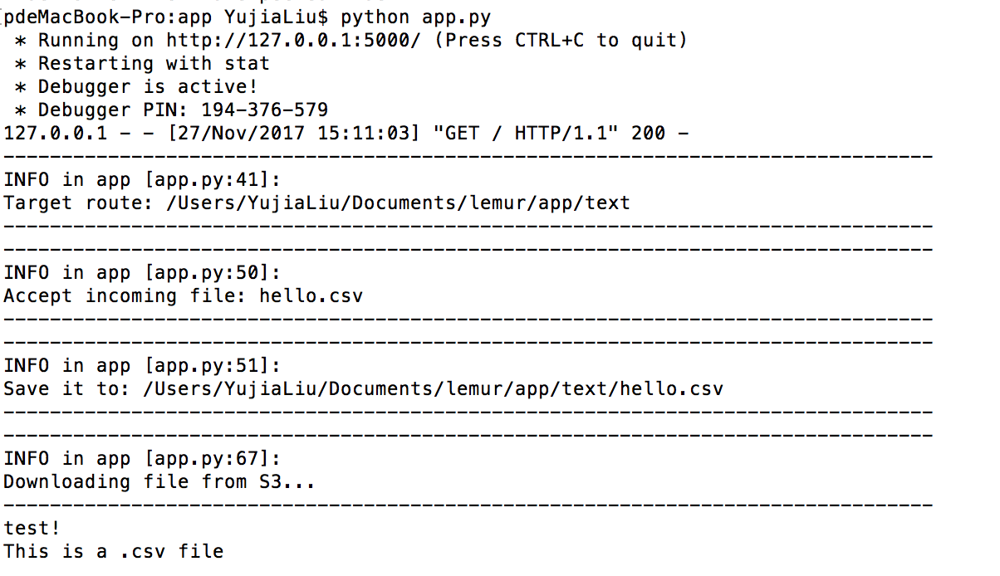 pdeMacBook-Pro:app YujiaLiu$ python app.py
 * Running on http://127.0.0.1:5000/ (Press CTRL+C to quit)
 * Restarting with stat
 * Debugger is active!
 * Debugger PIN: 194-376-579
127.0.0.1 - - [27/Nov/2017 15:11:03] "GET / HTTP/1.1" 200 -
--------------------------------------------------------------------------------
INFO in app [app.py:41]:
Target route: /Users/YujiaLiu/Documents/lemur/app/text
--------------------------------------------------------------------------------
--------------------------------------------------------------------------------
INFO in app [app.py:50]:
Accept incoming file: hello.csv
--------------------------------------------------------------------------------
--------------------------------------------------------------------------------
INFO in app [app.py:51]:
Save it to: /Users/YujiaLiu/Documents/lemur/app/text/hello.csv
--------------------------------------------------------------------------------
--------------------------------------------------------------------------------
INFO in app [app.py:67]:
Downloading file from S3...
--------------------------------------------------------------------------------
test!
This is a .csv file